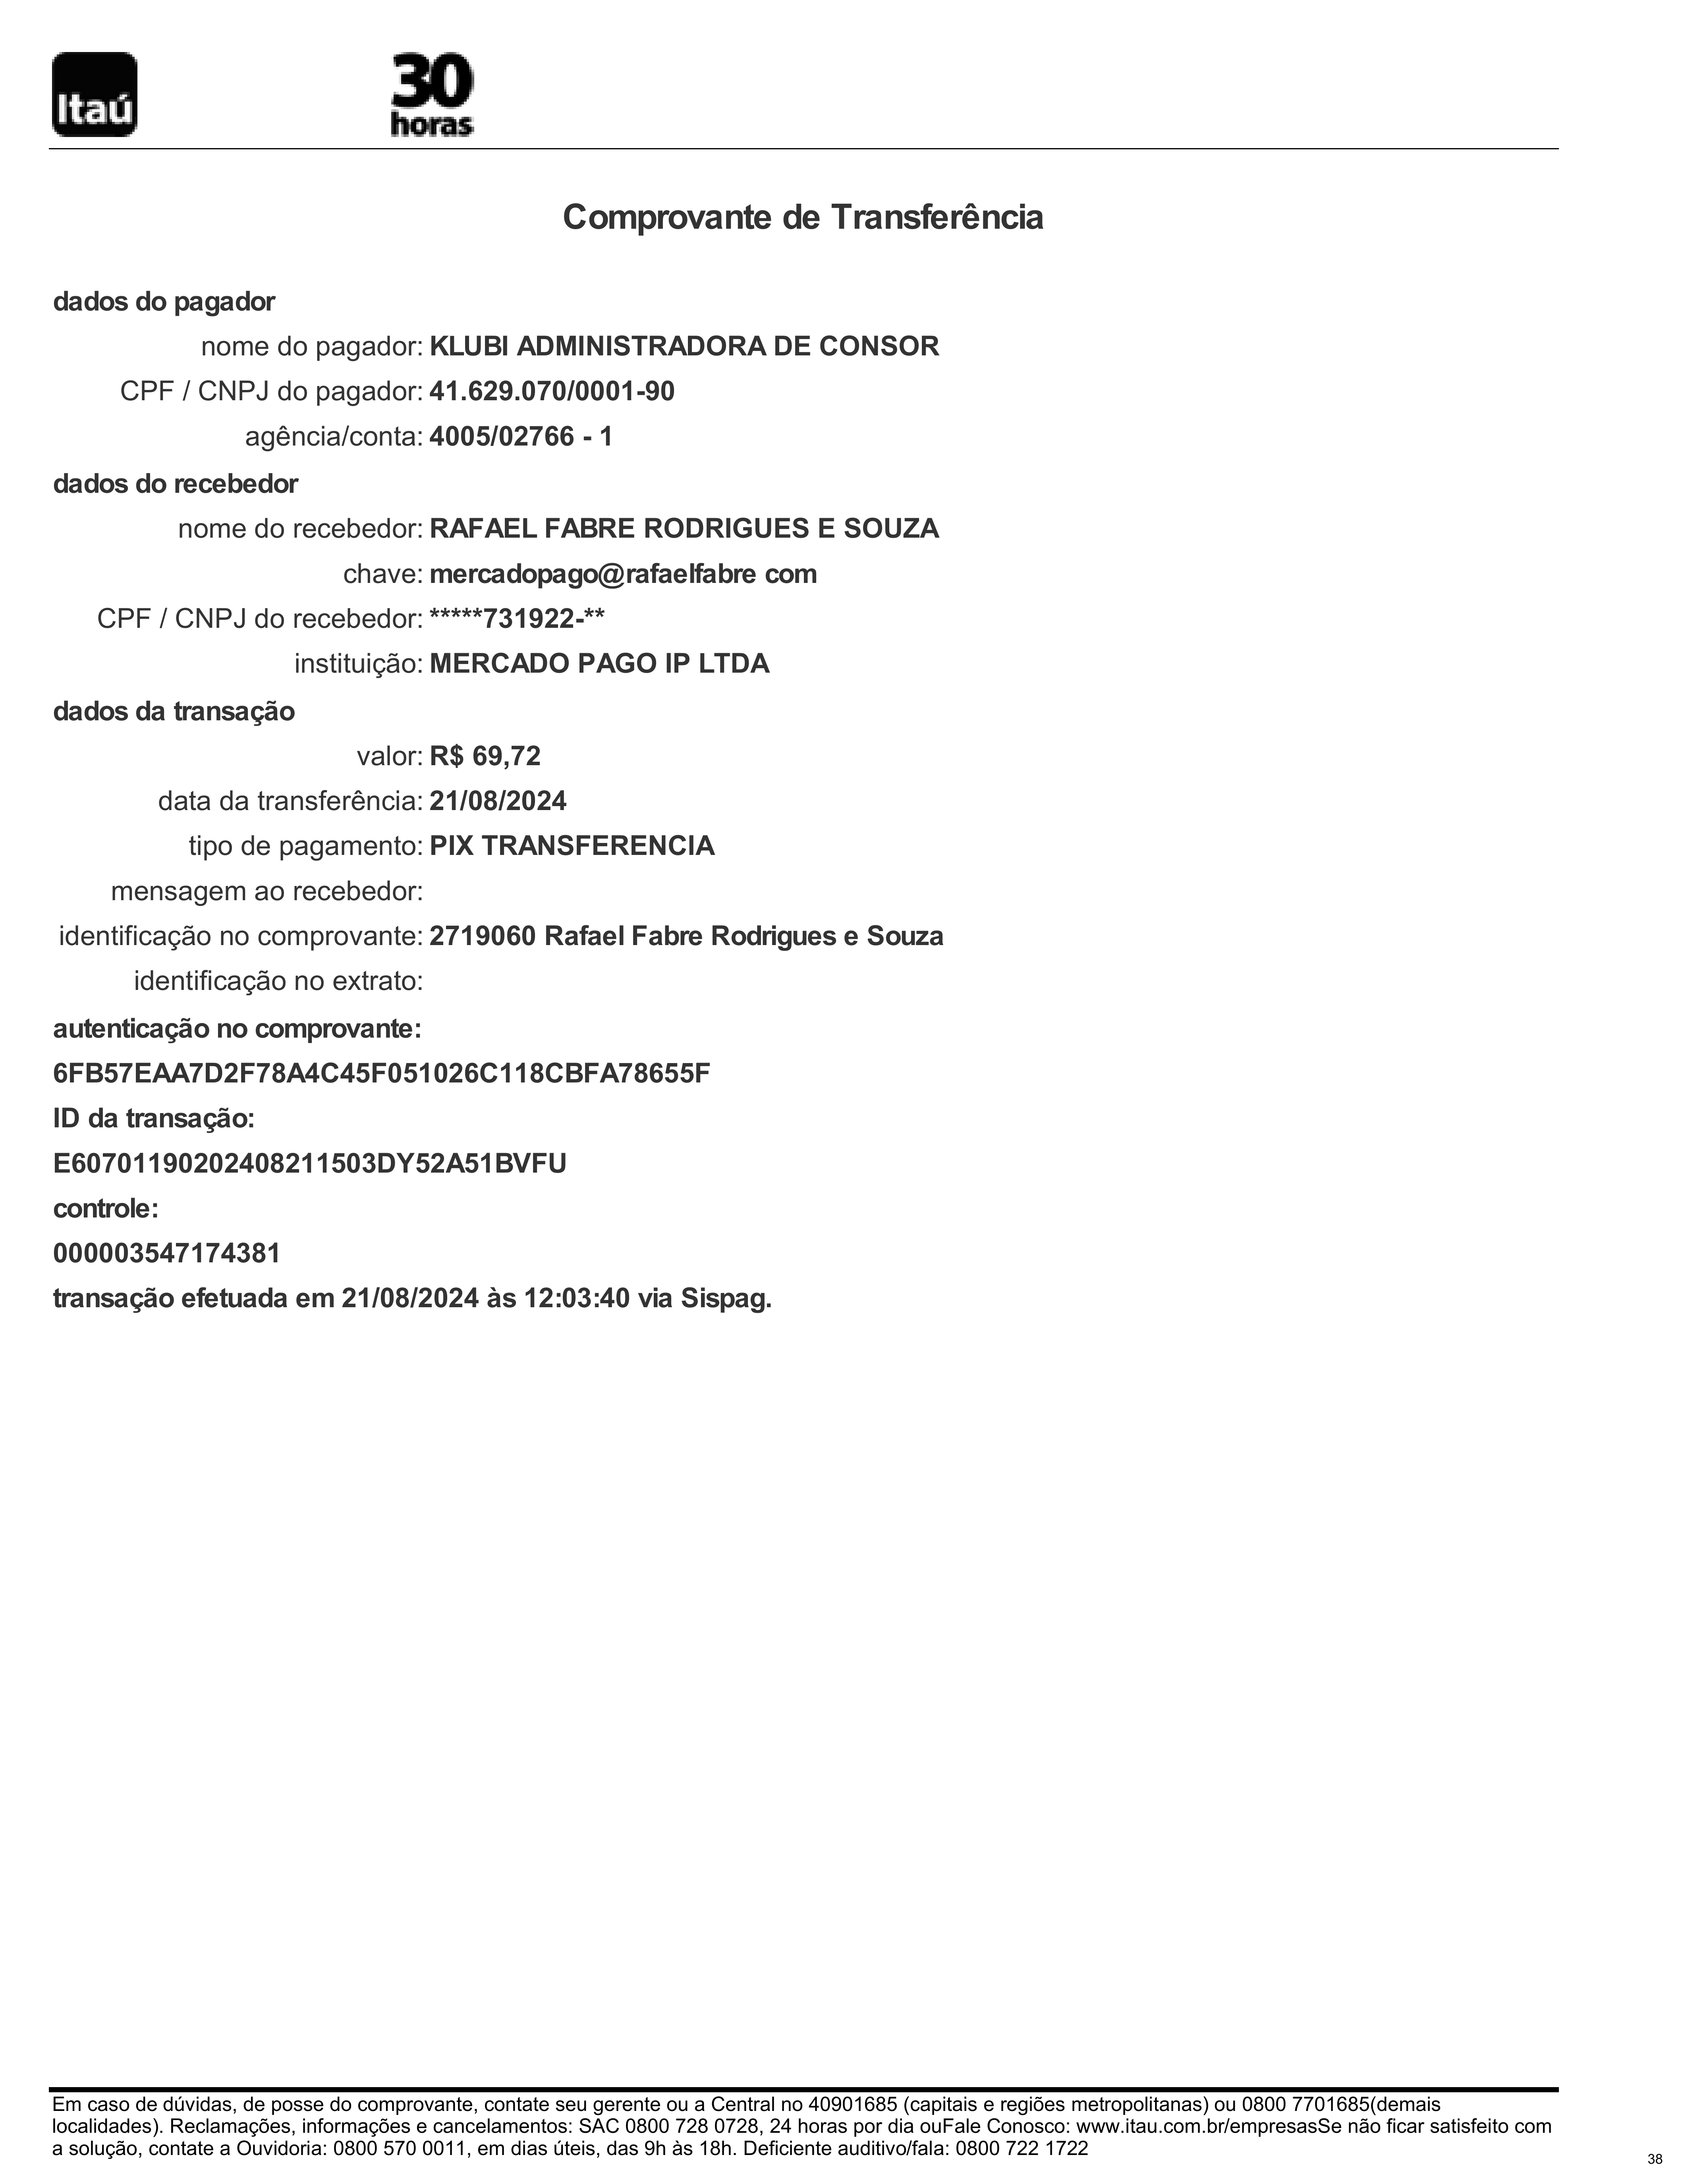 Itaú
30
horas
Comprovante de Transferência
dados do pagador
nome do pagador: KLUBI ADMINISTRADORA DE CONSOR
CPF / CNPJ do pagador: 41.629.070/0001-90
agência/conta: 4005/02766 - 1
dados do recebedor
nome do recebedor: RAFAEL FABRE RODRIGUES E SOUZA
chave: mercadopago@rafaelfabre com
CPF / CNPJ do recebedor: *****731922-**
instituição: MERCADO PAGO IP LTDA
dados da transação
valor: R$ 69,72
data da transferência: 21/08/2024
tipo de pagamento: PIX TRANSFERENCIA
mensagem ao recebedor:
identificação no comprovante: 2719060 Rafael Fabre Rodrigues e Souza
identificação no extrato:
autenticação no comprovante:
6FB57EAA7D2F78A4C45F051026C118CBFA78655F
ID da transação:
E60701190202408211503DY52A51BVFU
controle:
000003547174381
transação efetuada em 21/08/2024 às 12:03:40 via Sispag.
Em caso de dúvidas, de posse do comprovante, contate seu gerente ou a Central no 40901685 (capitais e regiões metropolitanas) ou 0800 7701685(demais
localidades). Reclamações, informações e cancelamentos: SAC 0800 728 0728, 24 horas por dia ouFale Conosco: www.itau.com.br/empresasSe não ficar satisfeito com
a solução, contate a Ouvidoria: 0800 570 0011, em dias úteis, das 9h às 18h. Deficiente auditivo/fala: 0800 722 1722
38